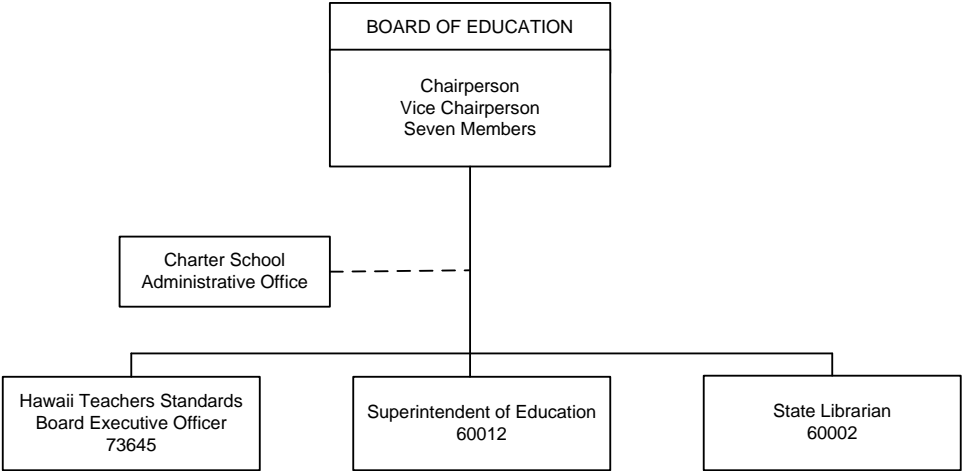 BOARD OF EDUCATION
Chairperson
Vice Chairperson
Seven Members
Charter School
Administrative Office
Hawaii Teachers Standards
Board Executive Officer
73645
Superintendent of Education
60012
State Librarian
60002